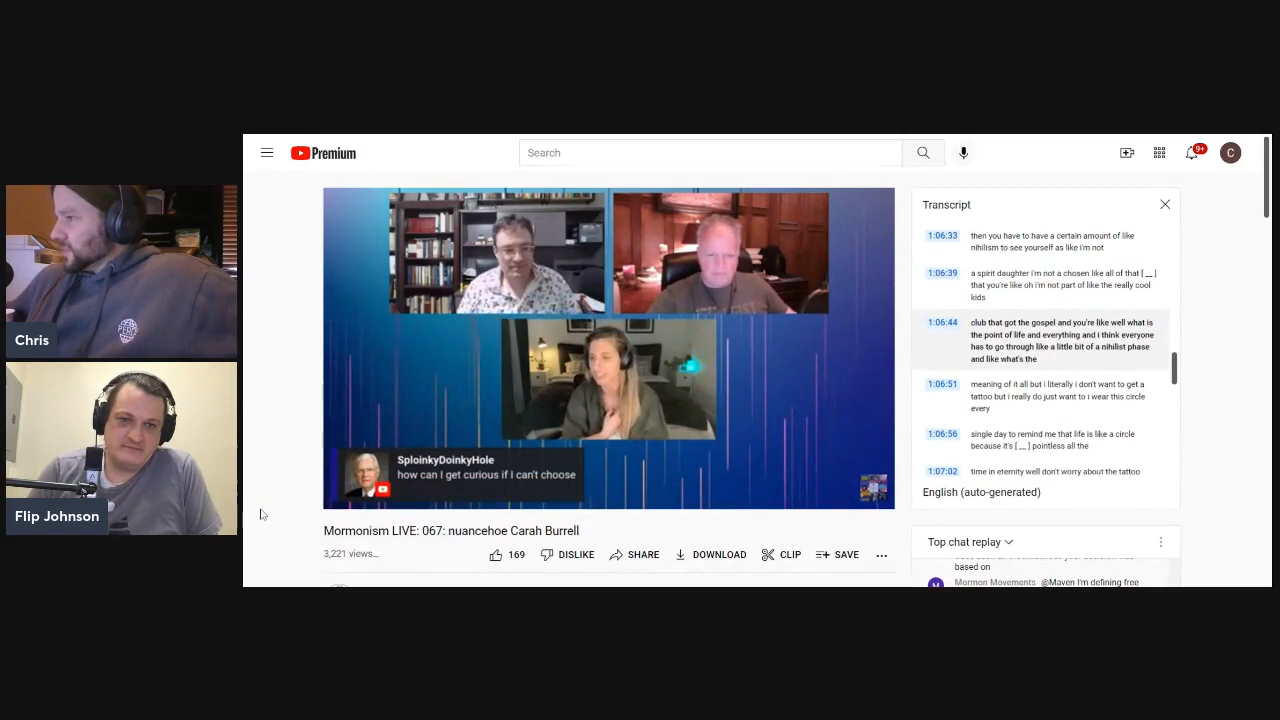 Premium
Search
9+
C
Chris
Flip Johnson
SploinkyDoinkyHole
how can I get curious if I can't choose
Mormonism LIVE: 067: nuancehoe Carah Burrell
3,221 views...
169
DISLIKE
SHARE
DOWNLOAD
CLIP
SAVE
Transcript
1:06:33
then you have to have a certain amount of like
nihilism to see yourself as like i'm not
1:06:39
a spirit daughter i'm not a chosen like all of that [ __ ]
that you're like oh i'm not part of like the really cool
kids
1:06:44
club that got the gospel and you're like well what is
the point of life and everything and i think everyone
has to go through like a little bit of a nihilist phase
and like what's the
1:06:51
meaning of it all but i literally i don't want to get a
tattoo but i really do just want to i wear this circle
every
1:06:56
single day to remind me that life is like a circle
because it's [ __ ] pointless all the
1:07:02
time in eternity well don't worry about the tattoo
English (auto-generated)
Top chat replay
based on
M
Mormon Movements @Maven I'm defining free